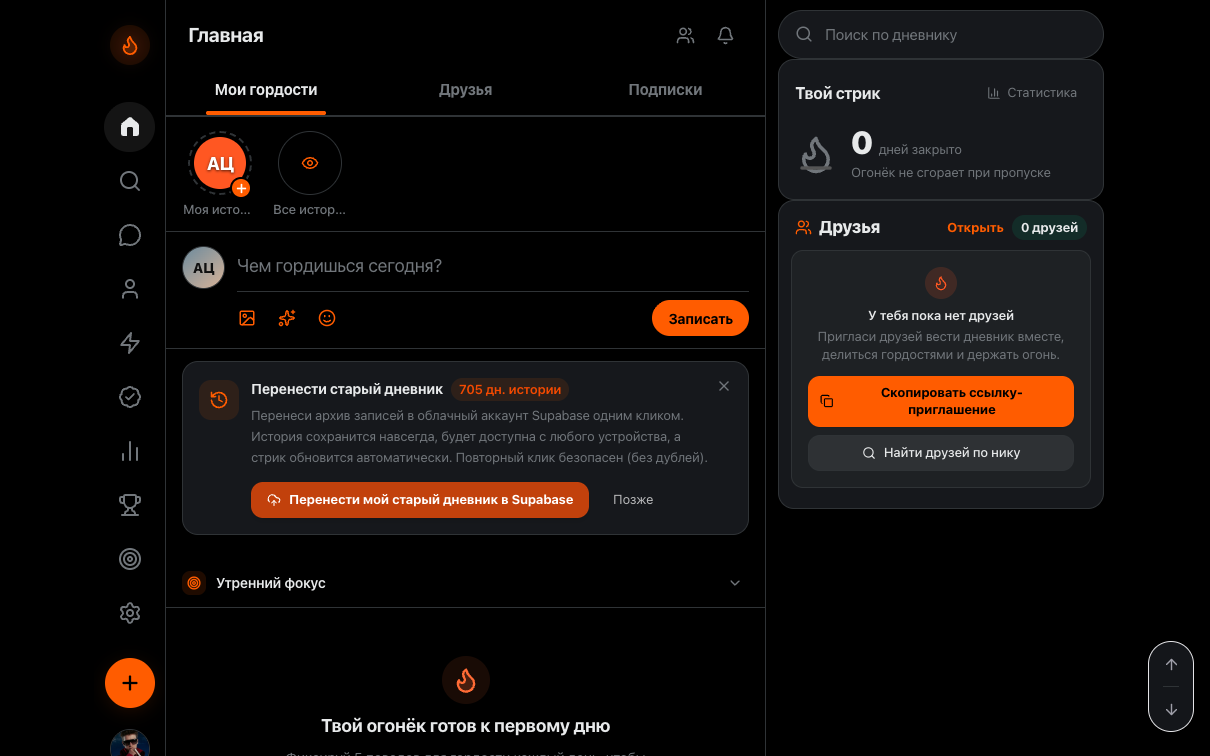 Главная
Мои гордости
Друзья
Подписки
АЦ
Моя исто...
Все истор...
АЦ
Чем гордишься сегодня?
Записать
Перенести старый дневник
705 дн. истории
Перенеси архив записей в облачный аккаунт Supabase одним кликом.
История сохранится навсегда, будет доступна с любого устройства, а
стрик обновится автоматически. Повторный клик безопасен (без дублей).
Перенести мой старый дневник в Supabase
Позже
Утренний фокус
Твой огонёк готов к первому дню
Поиск по дневнику
Твой стрик
Статистика
0 дней закрыто
Огонёк не сгорает при пропуске
Друзья
Открыть
0 друзей
У тебя пока нет друзей
Пригласи друзей вести дневник вместе,
делиться гордостями и держать огонь.
Скопировать ссылку-
приглашение
Найти друзей по нику